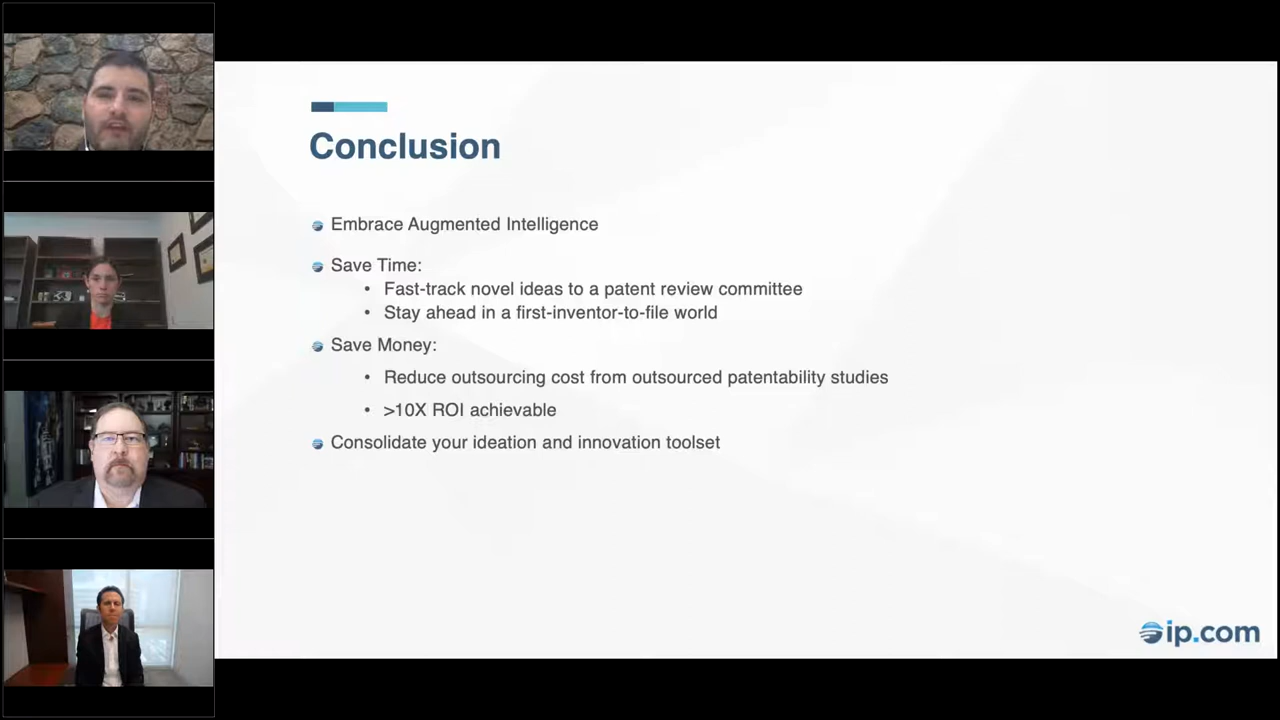 Conclusion
Embrace Augmented Intelligence
Save Time:
• Fast-track novel ideas to a patent review committee
• Stay ahead in a first-inventor-to-file world
Save Money:
• Reduce outsourcing cost from outsourced patentability studies
• >10X ROI achievable
Consolidate your ideation and innovation toolset
ip.com